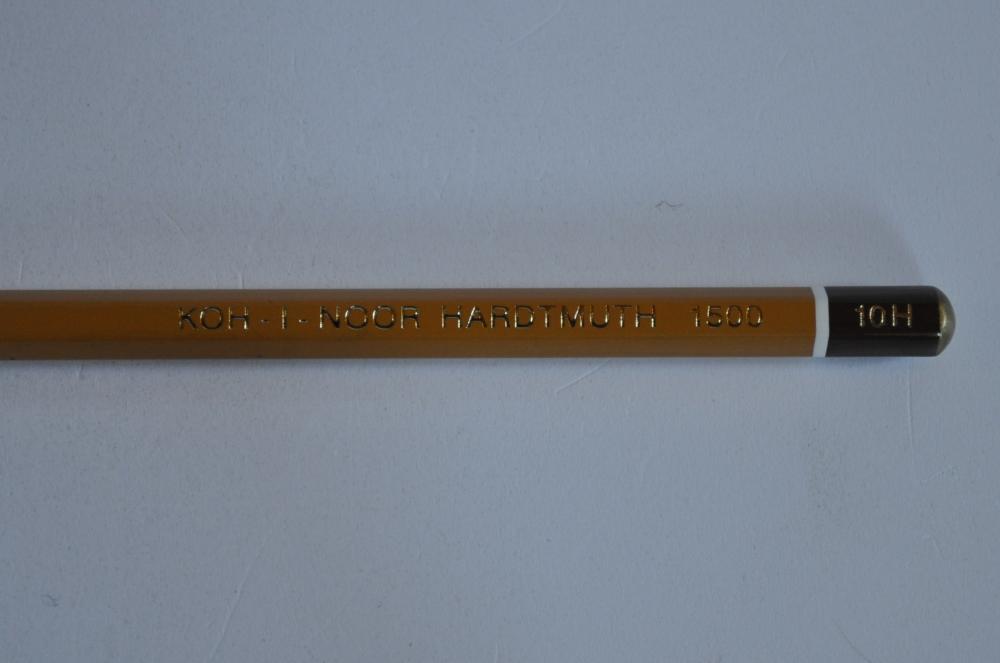 KOH-I-NOOR HARDTMUTH 1500 10H